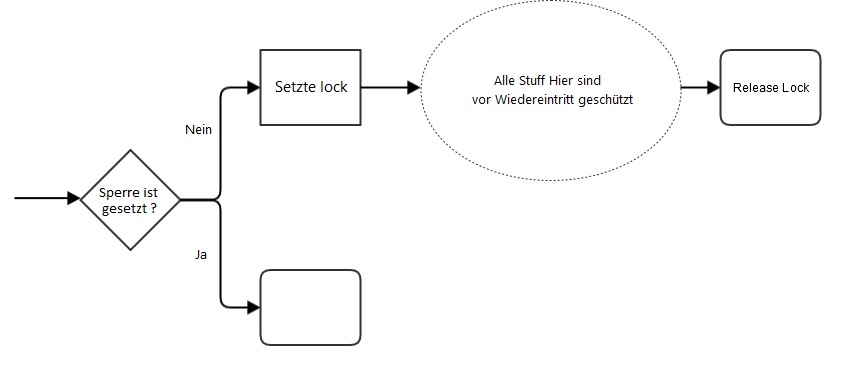 Setzte lock
Alle Stuff Hier sind
vor Wiedereintritt geschützt
Release Lock
Nein
Sperre ist
gesetzt ?
Ja